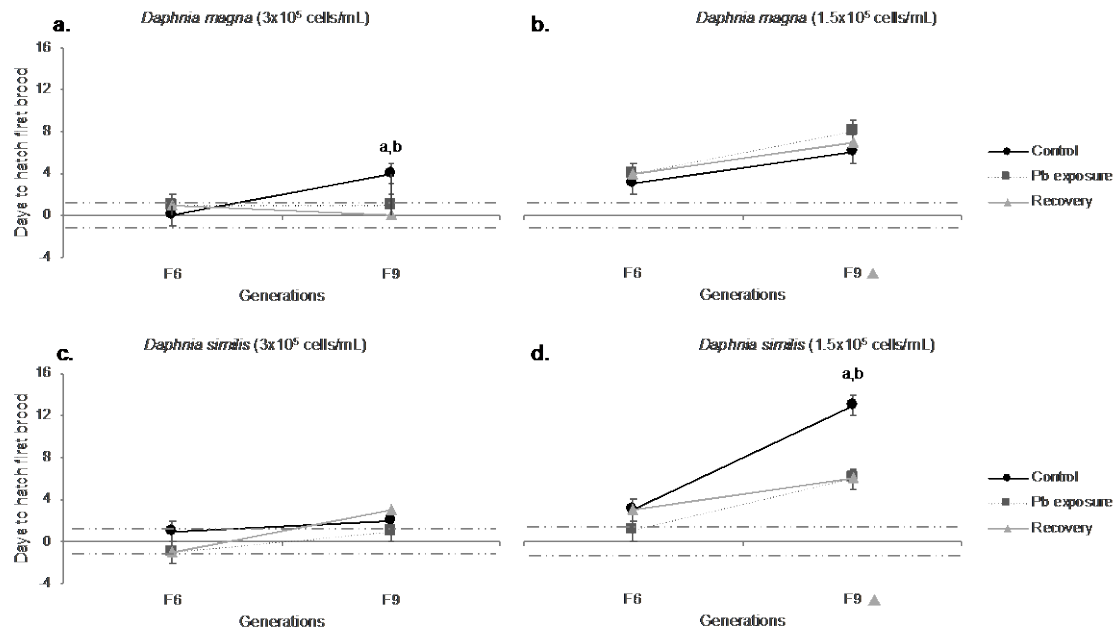 a. Daphnia magna (3x10⁵ cells/mL)
16
12
8
4
0
-4
Days to hatch first brood
a,b
F6 F9
Generations
b. Daphnia magna (1.5x10⁵ cells/mL)
F6 F9
Generations
Control
Pb exposure
Recovery
c. Daphnia similis (3x10⁵ cells/mL)
16
12
8
4
0
-4
Days to hatch first brood
F6 F9
Generations
d. Daphnia similis (1.5x10⁵ cells/mL)
a,b
F6 F9
Generations
Control
Pb exposure
Recovery